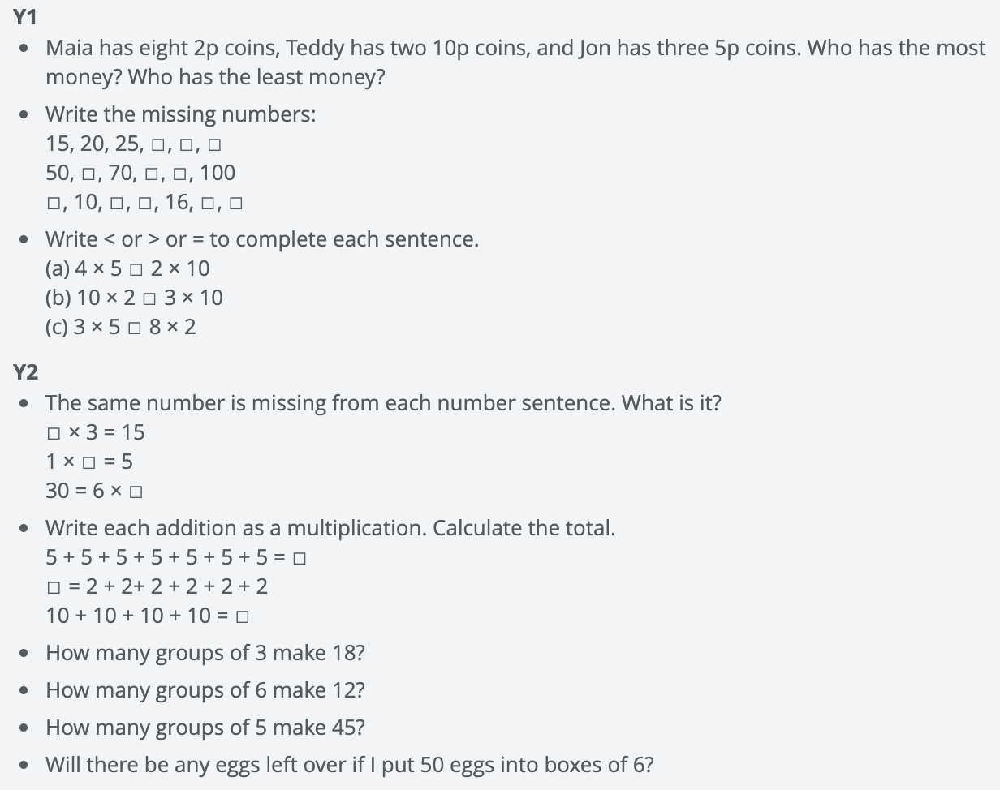 Y1
• Maia has eight 2p coins, Teddy has two 10p coins, and Jon has three 5p coins. Who has the most
money? Who has the least money?
• Write the missing numbers:
15, 20, 25, □, □, □
50, □, 70, □, □, 100
□, 10, □, □, 16, □, □
• Write < or > or = to complete each sentence.
(a) 4 × 5 □ 2 × 10
(b) 10 × 2 □ 3 × 10
(c) 3 × 5 □ 8 × 2
Y2
• The same number is missing from each number sentence. What is it?
□ × 3 = 15
1 × □ = 5
30 = 6 × □
• Write each addition as a multiplication. Calculate the total.
5 + 5 + 5 + 5 + 5 + 5 + 5 = □
□ = 2 + 2+ 2 + 2 + 2 + 2
10 + 10 + 10 + 10 = □
• How many groups of 3 make 18?
• How many groups of 6 make 12?
• How many groups of 5 make 45?
• Will there be any eggs left over if I put 50 eggs into boxes of 6?